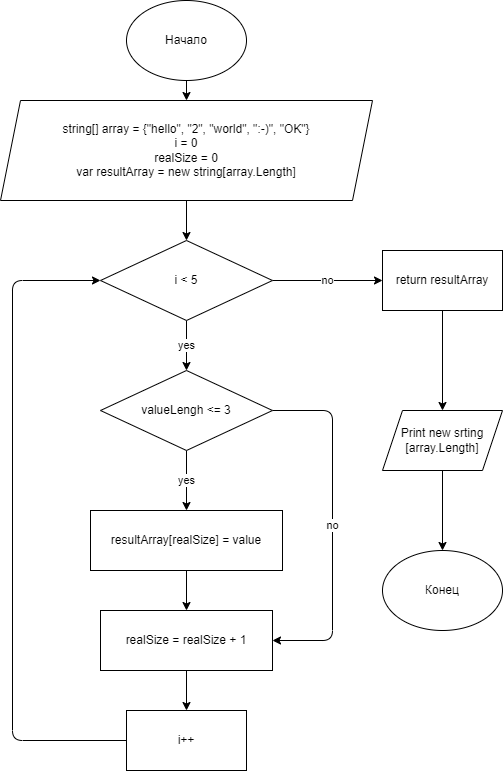 Начало
string[] array = {"hello", "2", "world", ":-)", "OK"}
i = 0
realSize = 0
var resultArray = new string[array.Length]
i < 5
no
return resultArray
yes
valueLengh <= 3
Print new srting
[array.Length]
yes
no
resultArray[realSize] = value
Конец
realSize = realSize + 1
i++